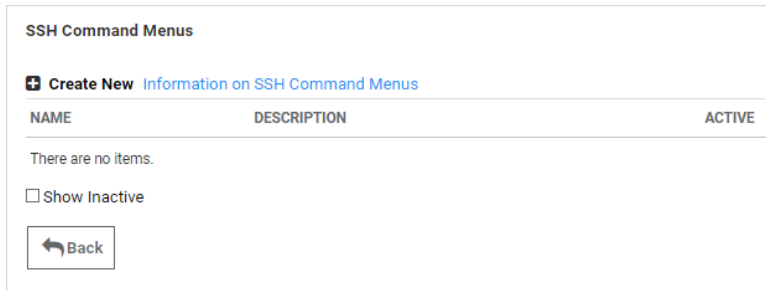 SSH Command Menus
Create New Information on SSH Command Menus
NAME DESCRIPTION ACTIVE
There are no items.
Show Inactive
Back